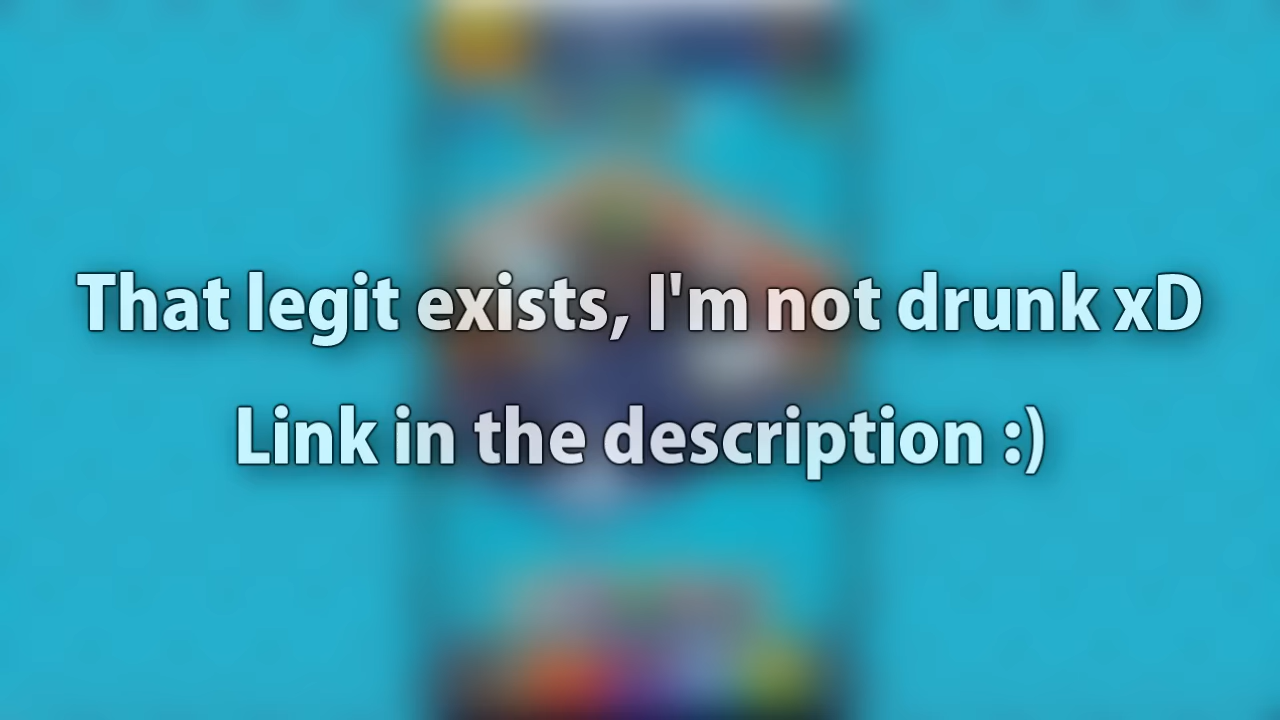 That legit exists, I'm not drunk xD
Link in the description :)